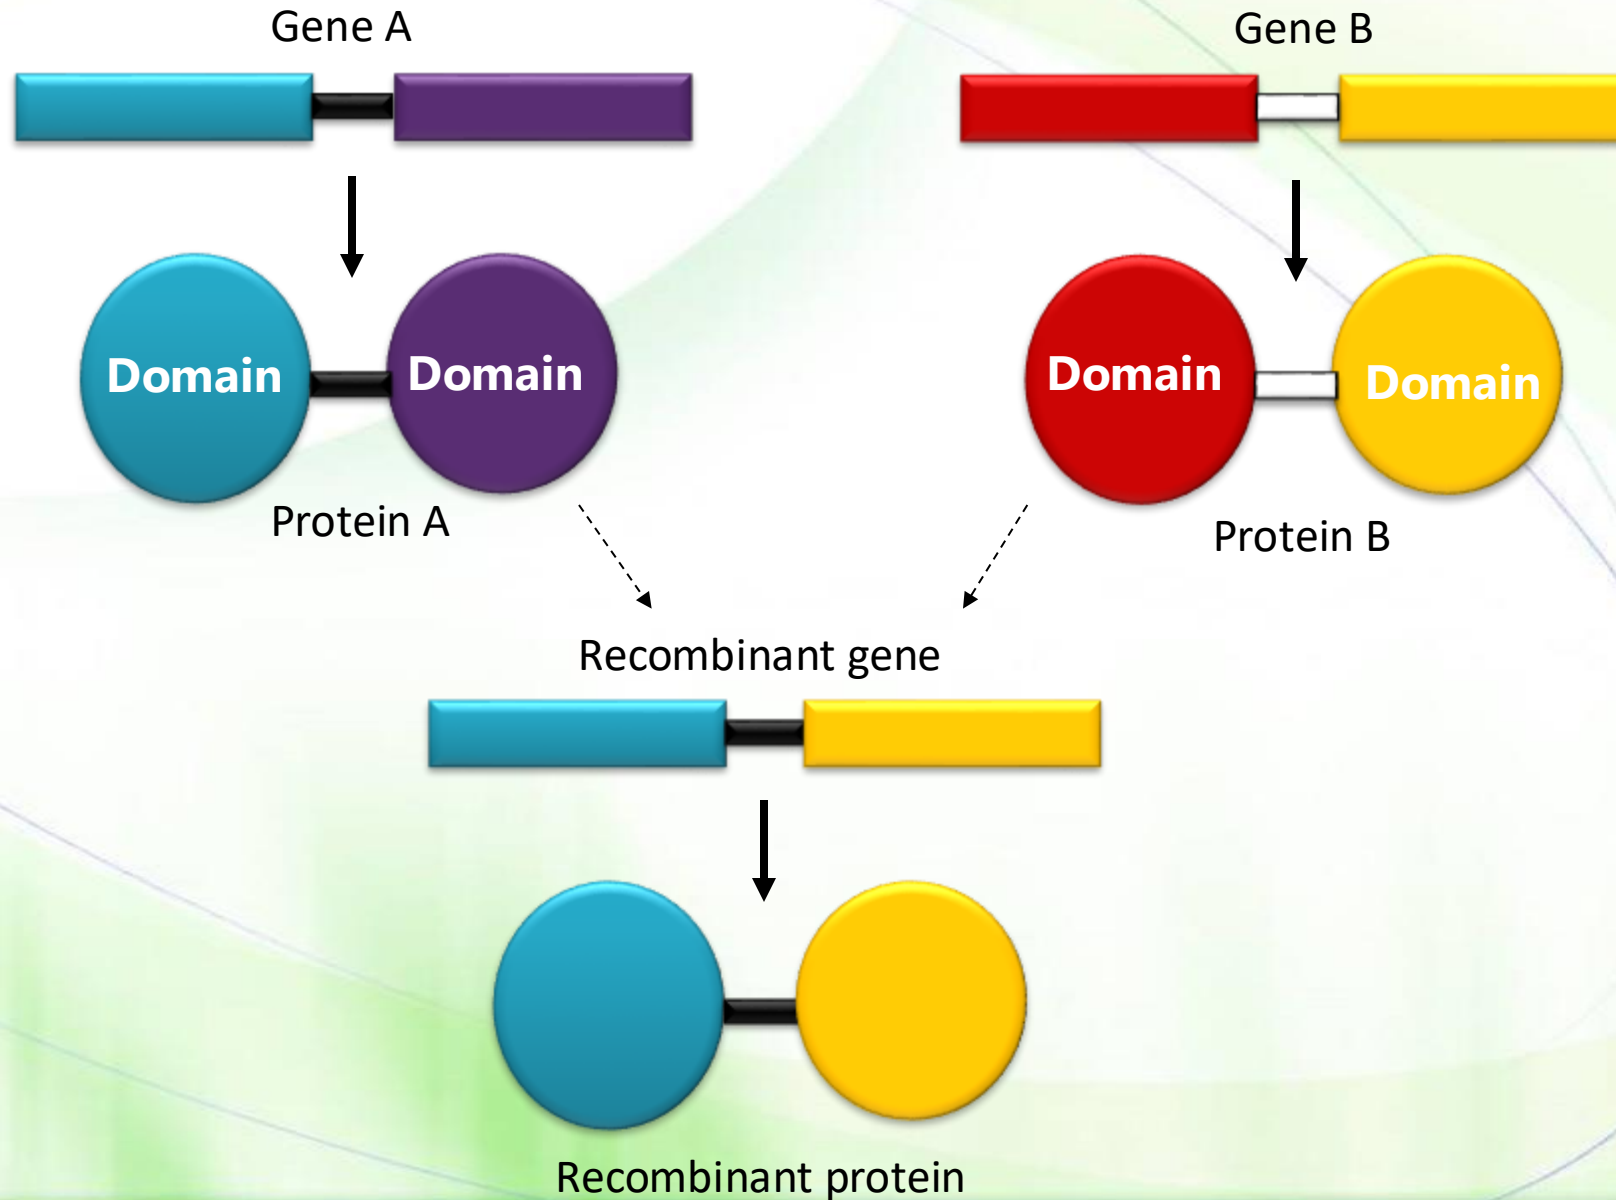 Gene A
Gene B
Domain
Domain
Domain
Domain
Protein A
Protein B
Recombinant gene
Recombinant protein